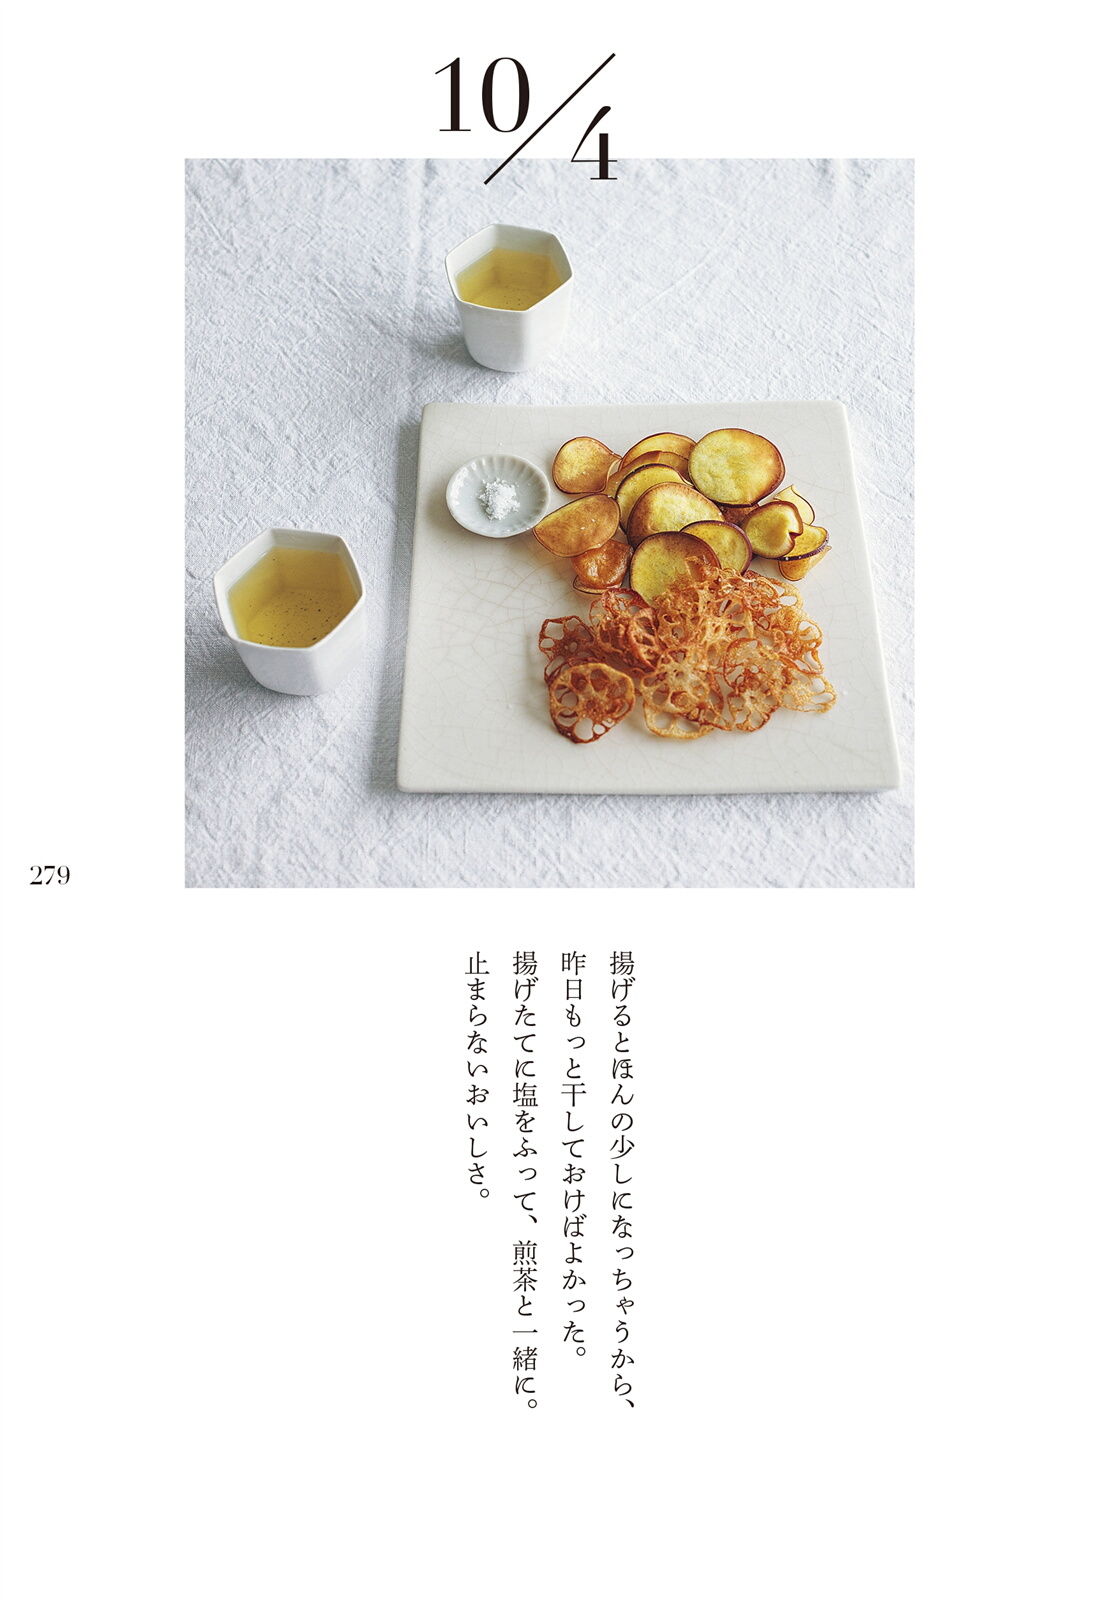 10/4
279
揚げるとほんの少しになっちゃうから、
昨日もっと干しておけばよかった。
揚げたてに塩をふって、煎茶と一緒に。
止まらないおいしさ。